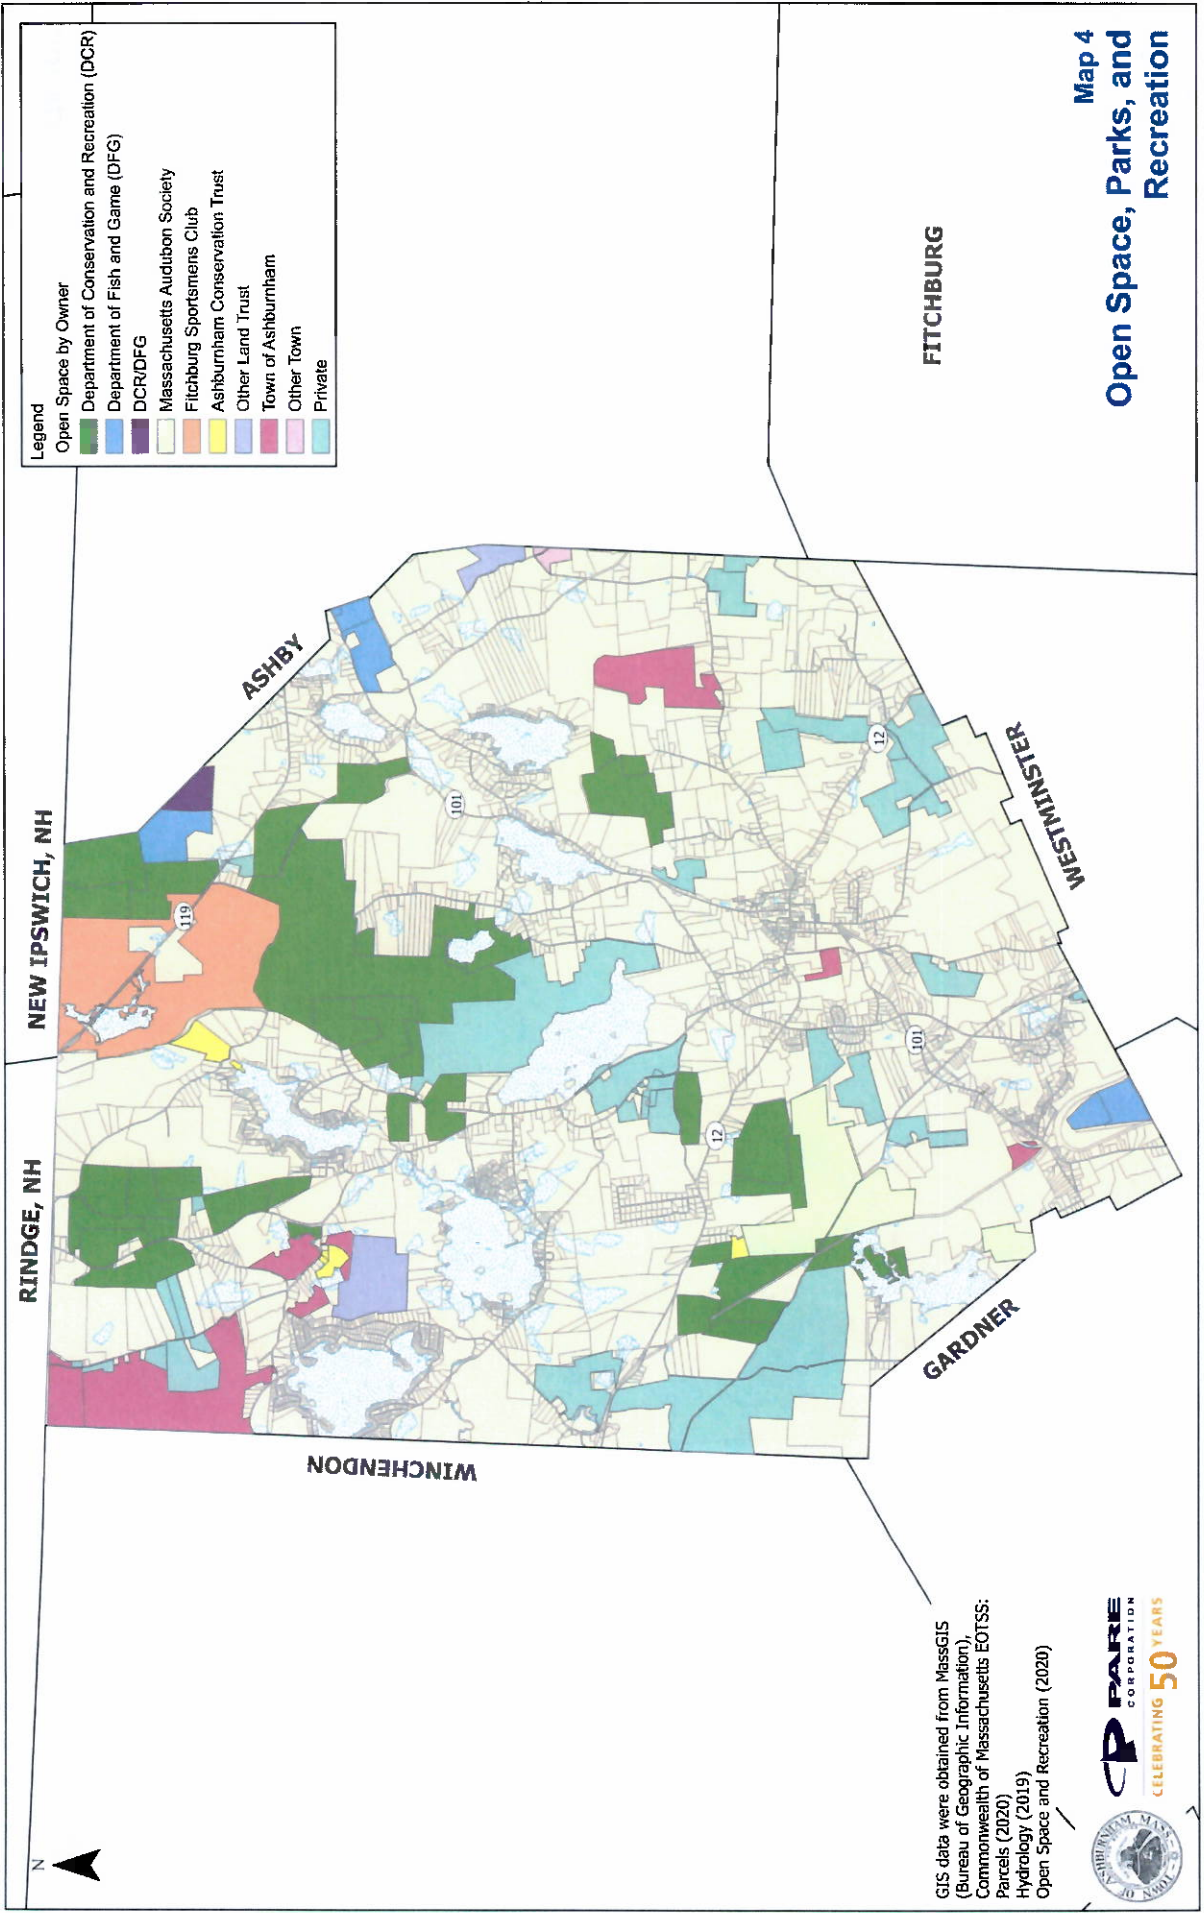 Legend
Open Space by Owner
Department of Conservation and Recreation (DCR)
Department of Fish and Game (DFG)
DCR/DFG
Massachusetts Audubon Society
Fitchburg Sportsmens Club
Ashburnham Conservation Trust
Other Land Trust
Town of Ashburnham
Other Town
Private
N
RINDGE, NH
NEW IPSWICH, NH
ASHBY
119
101
12
12
101
WINCHENDON
GARDNER
WESTMINSTER
FITCHBURG
GIS data were obtained from MassGIS
(Bureau of Geographic Information),
Commonwealth of Massachusetts EOTSS:
Parcels (2020)
Hydrology (2019)
Open Space and Recreation (2020)
TOWN OF ASHBURNHAM, MASS
PARE
CORPORATION
CELEBRATING 50 YEARS
Map 4
Open Space, Parks, and
Recreation